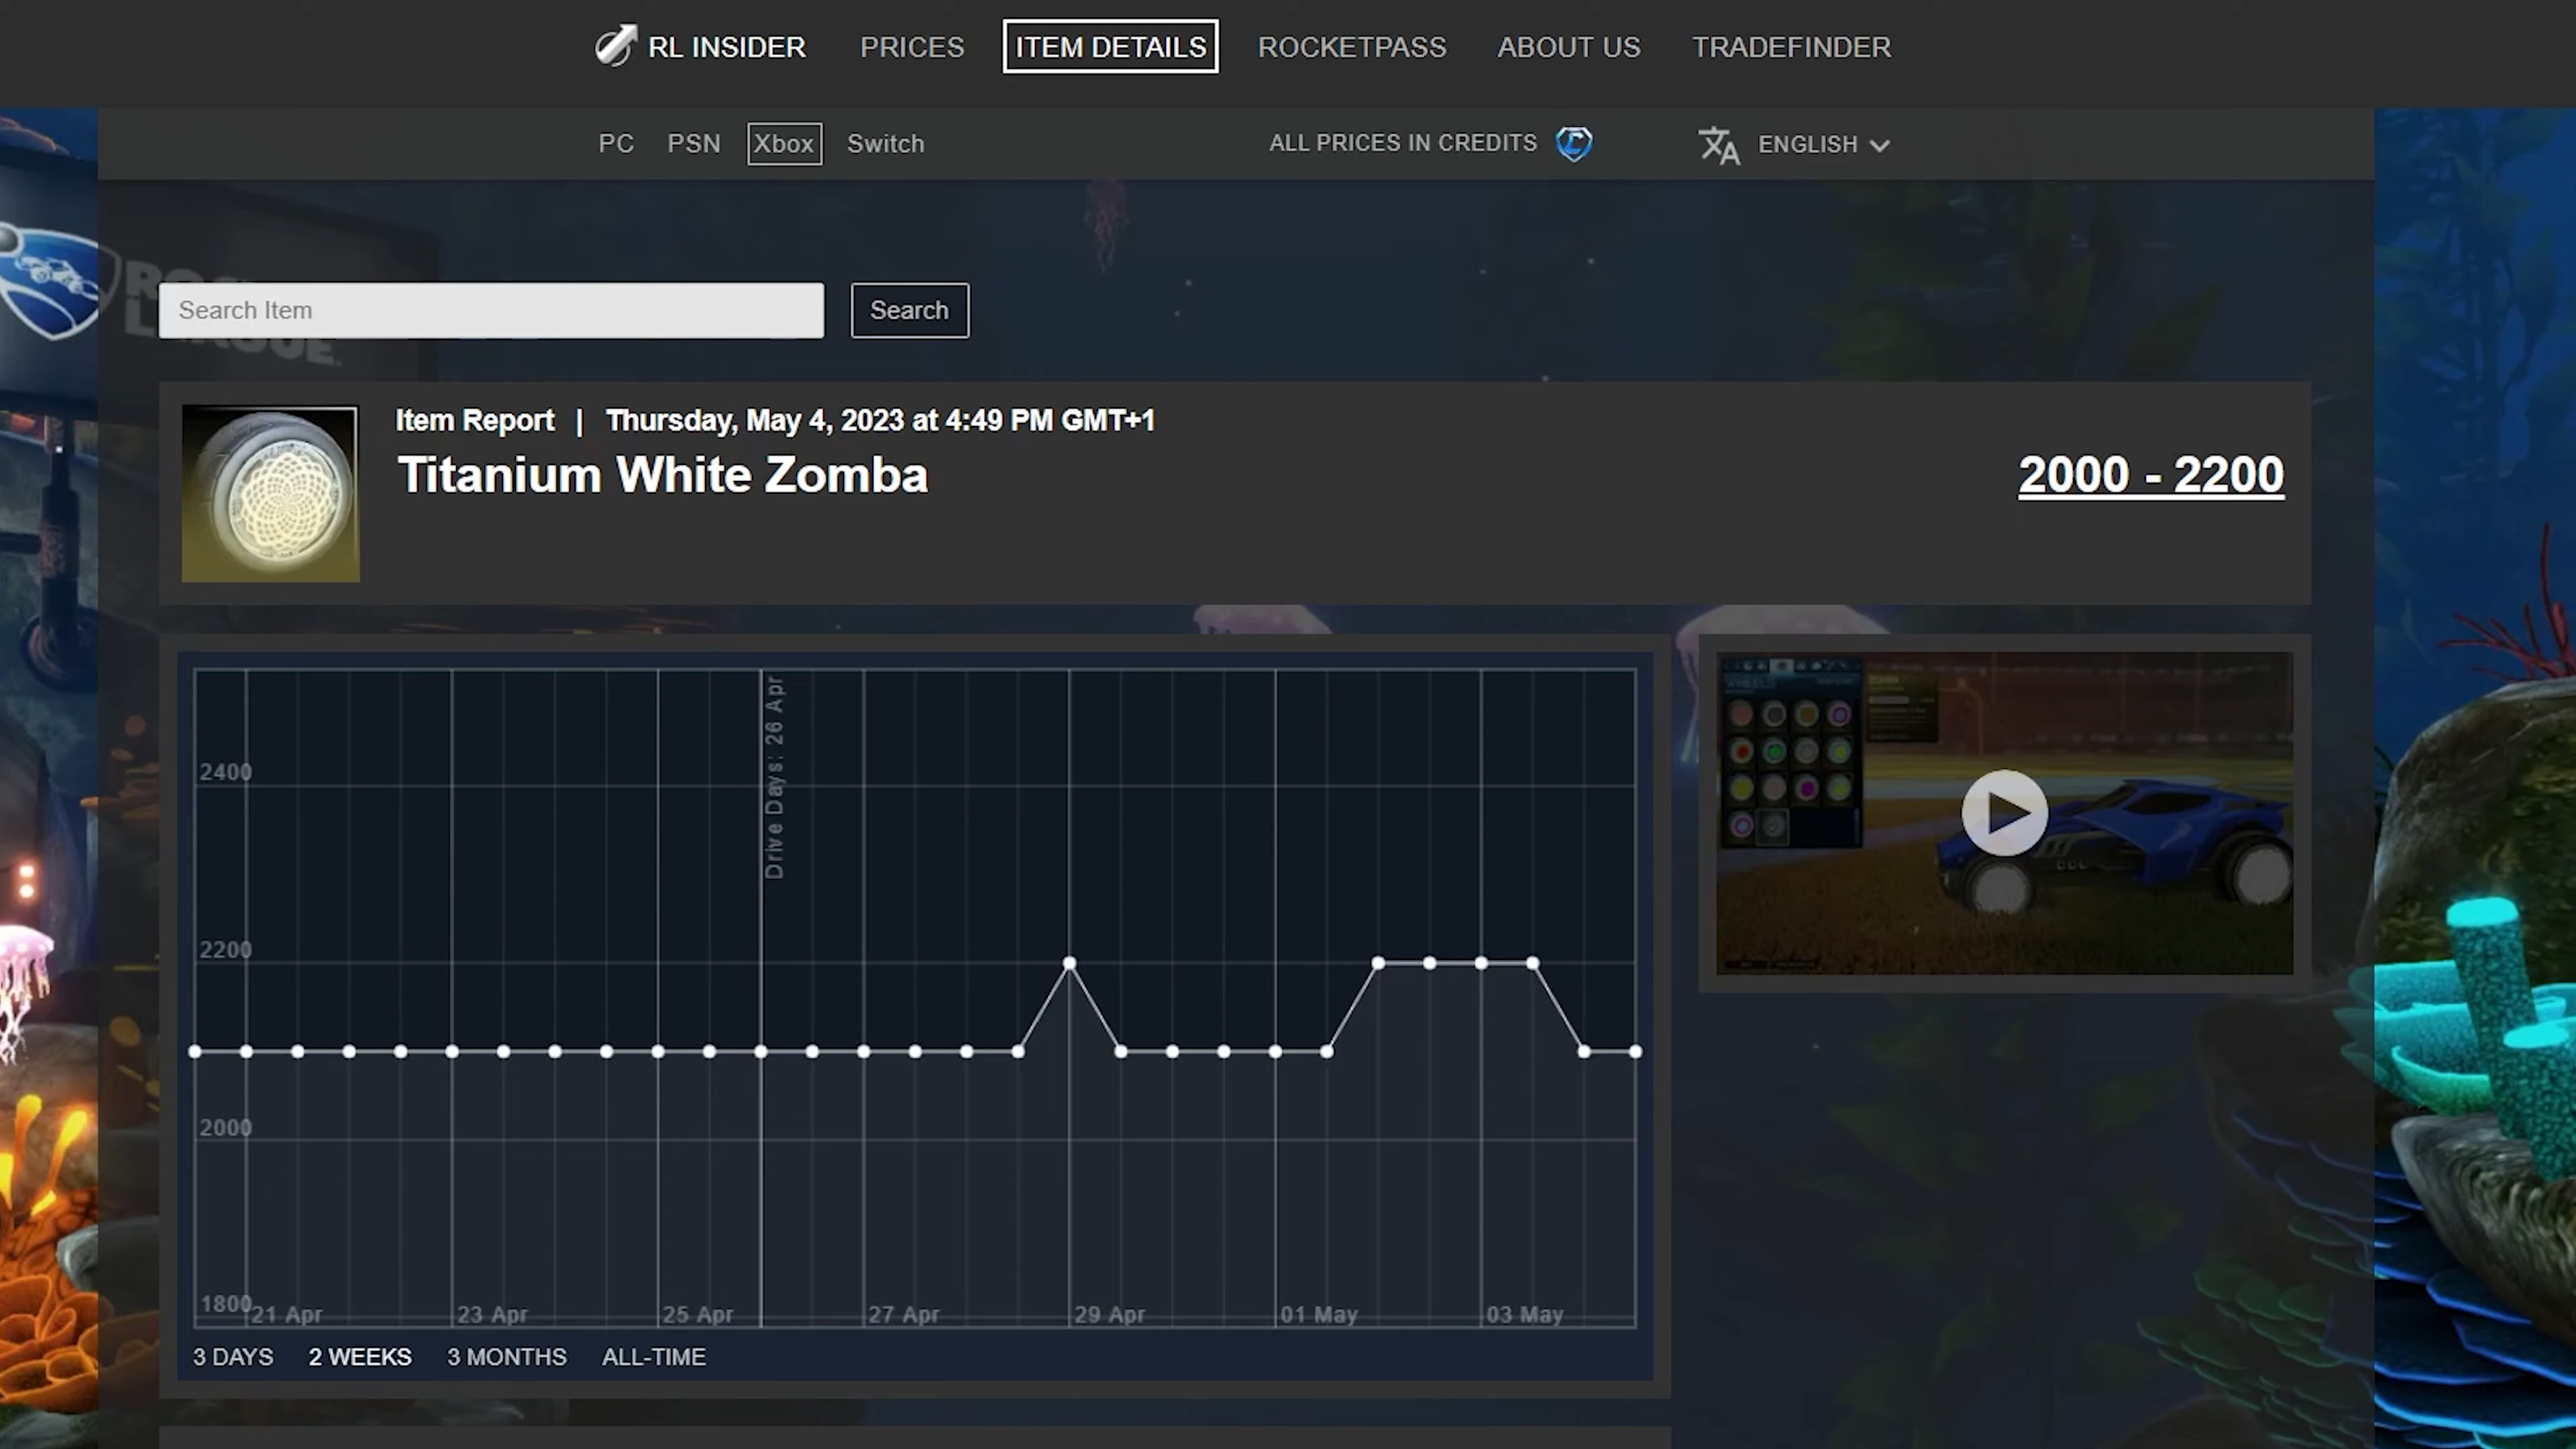 RL INSIDER PRICES ITEM DETAILS ROCKETPASS ABOUT US TRADEFINDER
PC PSN Xbox Switch ALL PRICES IN CREDITS ENGLISH
Search Item Search
Item Report | Thursday, May 4, 2023 at 4:49 PM GMT+1
Titanium White Zomba
2000 - 2200
Drive Days: 26 Apr
2400
2200
2000
1800
21 Apr 23 Apr 25 Apr 27 Apr 29 Apr 01 May 03 May
3 DAYS 2 WEEKS 3 MONTHS ALL-TIME
WHEELS